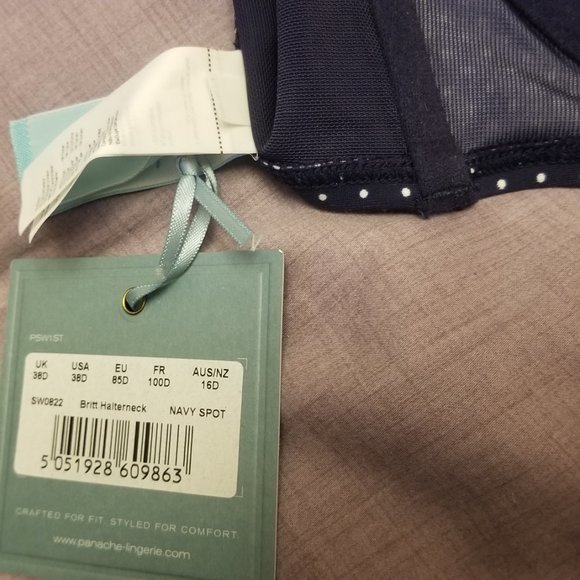 PSW1ST
UK USA EU FR AUS/NZ
38D 38D 85D 100D 16D
SW0822 Britt Halterneck NAVY SPOT
5 051928 609863
CRAFTED FOR FIT. STYLED FOR COMFORT
www.panache-lingerie.com